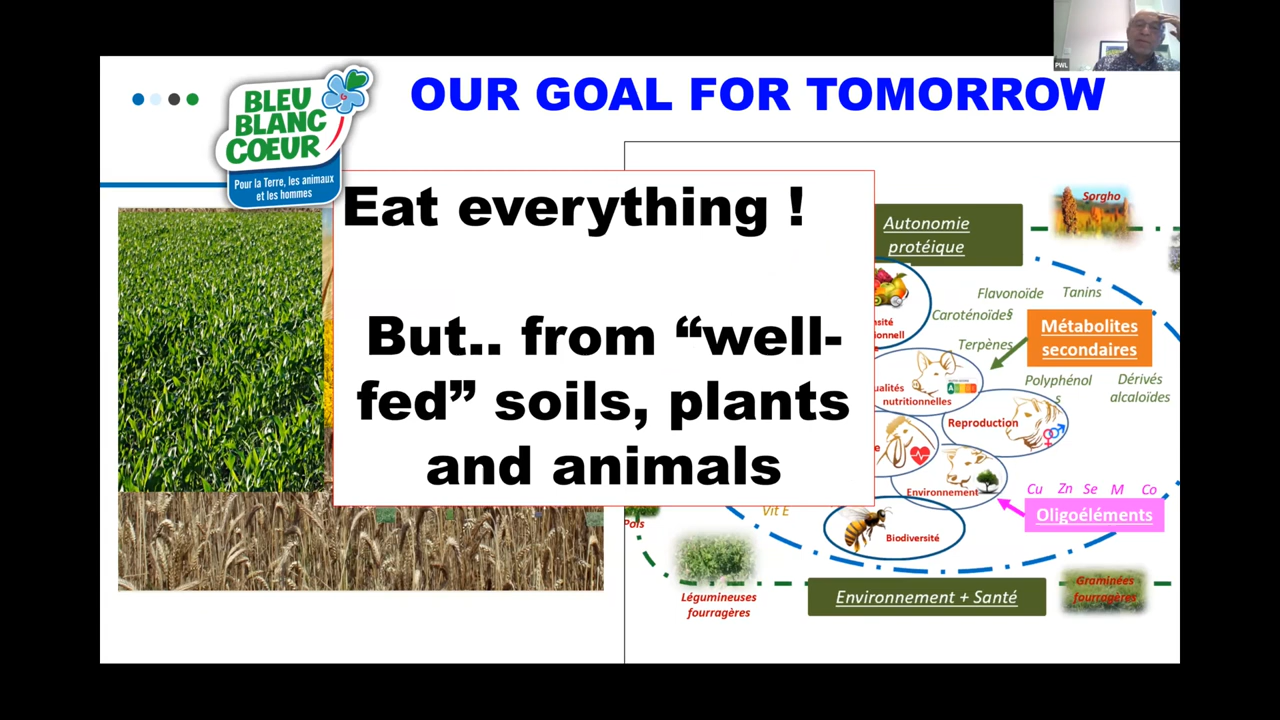 PWL
BLEU
BLANC
COEUR
Pour la Terre, les animaux
et les hommes
OUR GOAL FOR TOMORROW
Eat everything !
But.. from “well-
fed” soils, plants
and animals
Autonomie
protéique
Sorgho
Flavonoïde
Tanins
Caroténoïde§
Terpènes
Métabolites
secondaires
Polyphénol
s
Dérivés
alcaloïdes
nutritionnelles
Reproduction
Environnement
Cu Zn Se M Co
Oligoéléments
Vit E
Biodiversité
Pois
Légumineuses
fourragères
Environnement + Santé
Graminées
fourragères